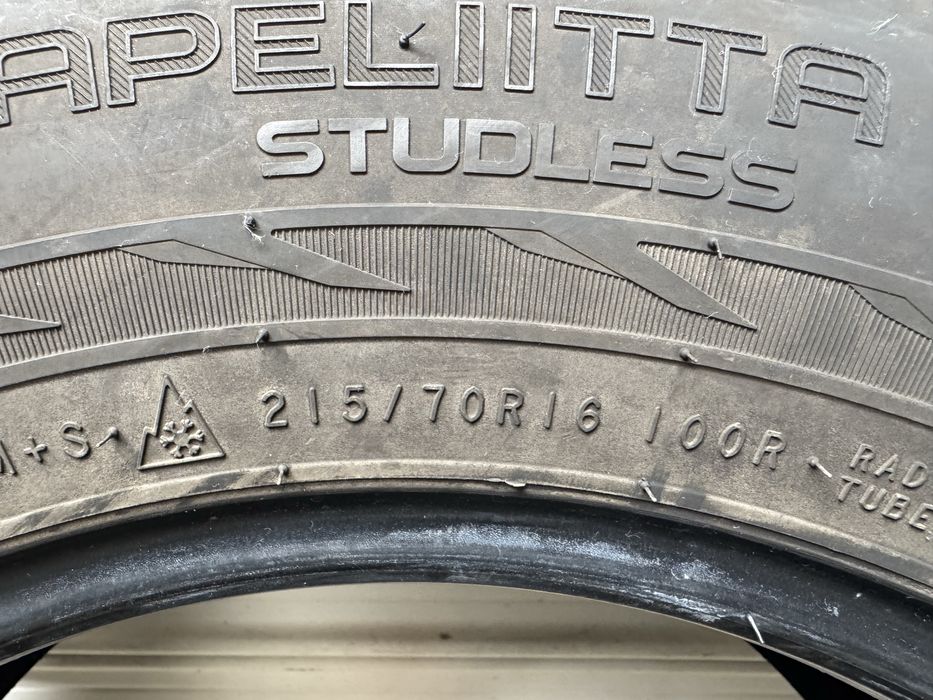 APELIITTA
STUDLESS
M+S 215/70R16 100R
RAD
TUBE